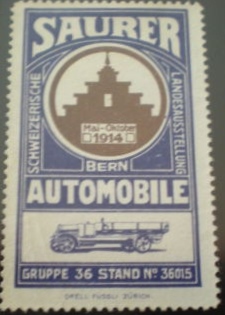 SAURER
SCHWEIZERISCHE
LANDESAUSSTELLUNG
Mai-Oktober
1914
BERN
AUTOMOBILE
GRUPPE 36 STAND No 36015
ORELL FÜSSLI ZÜRICH